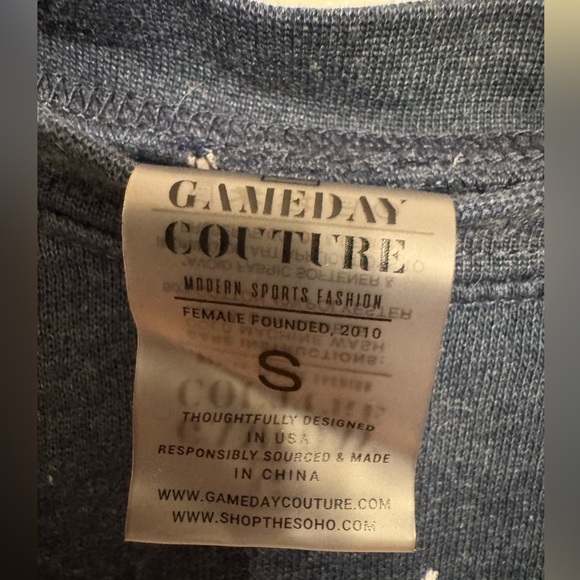 GAMEDAY
COUTURE
MODERN SPORTS FASHION
FEMALE FOUNDED, 2010
S
THOUGHTFULLY DESIGNED
IN USA
RESPONSIBLY SOURCED & MADE
IN CHINA
WWW.GAMEDAYCOUTURE.COM
WWW.SHOPTHESOHO.COM